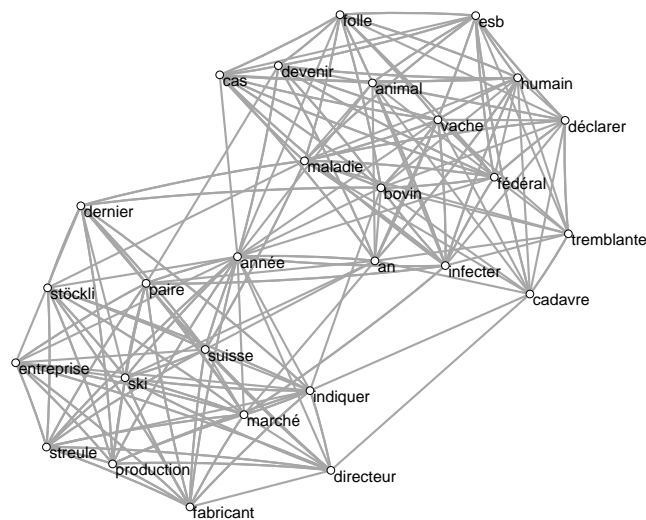 folle
esb
devenir
cas
animal
humain
vache
déclarer
maladie
fédéral
bovin
dernier
tremblante
année
an
infecter
stöckli
paire
cadavre
suisse
entreprise
ski
indiquer
marché
streule
production
directeur
fabricant